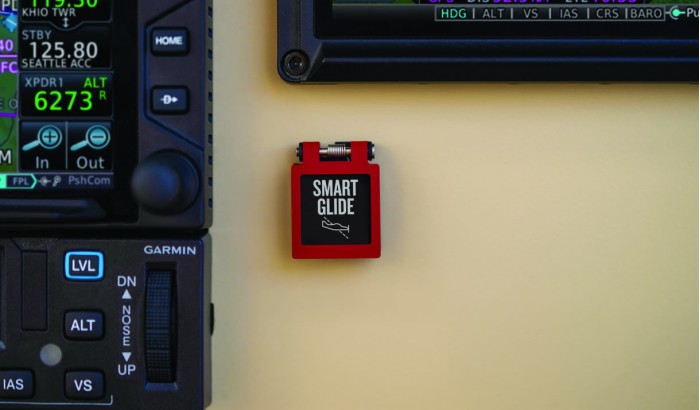 119.50
KHIO TWR
STBY
125.80
SEATTLE ACC
XPDR1 ALT
6273 R
In Out
FPL PshCom
HOME
D
GARMIN
LVL
DN
NOSE
UP
ALT
IAS
VS
SMART
GLIDE
HDG ALT VS IAS CRS BARO